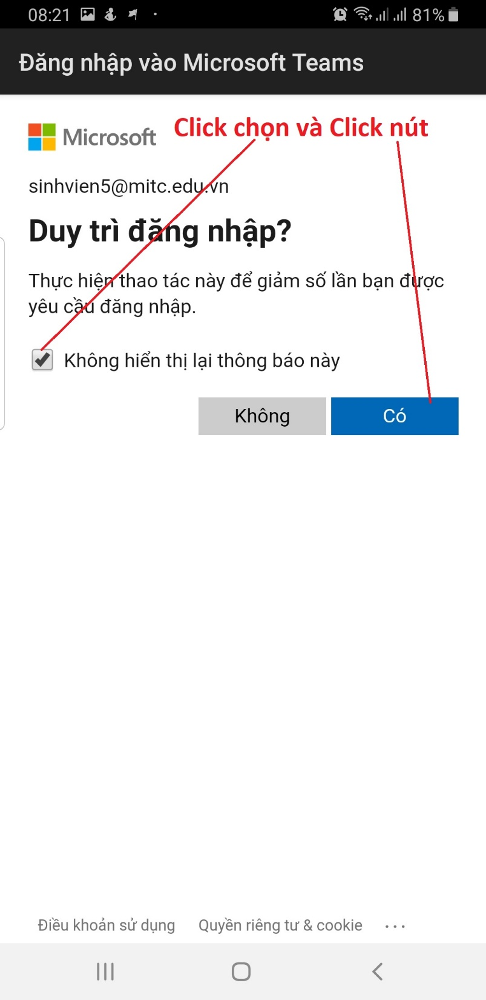 08:21
81%
Đăng nhập vào Microsoft Teams
Microsoft
Click chọn và Click nút
sinhvien5@mitc.edu.vn
Duy trì đăng nhập?
Thực hiện thao tác này để giảm số lần bạn được
yêu cầu đăng nhập.
Không hiển thị lại thông báo này
Không
Có
Điều khoản sử dụng
Quyền riêng tư & cookie
...